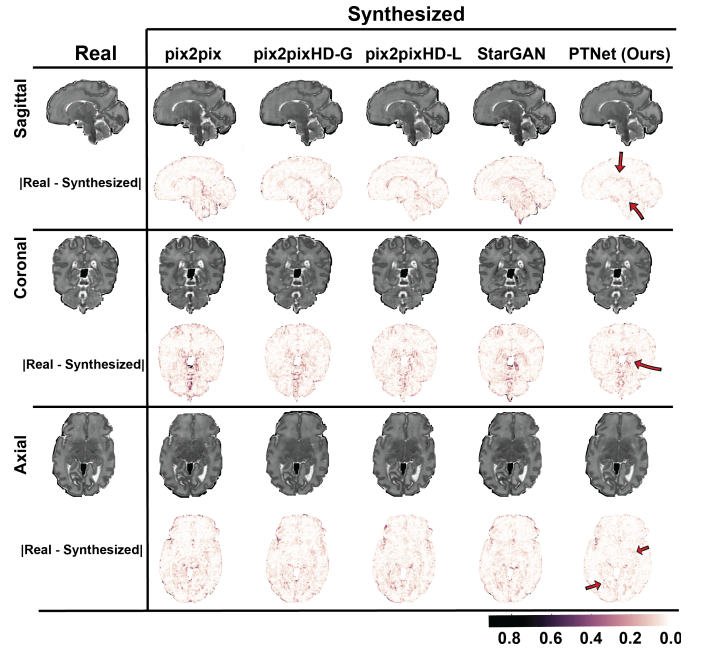 Synthesized
Real pix2pix pix2pixHD-G pix2pixHD-L StarGAN PTNet (Ours)
Sagittal
|Real - Synthesized|
Coronal
|Real - Synthesized|
Axial
|Real - Synthesized|
0.8 0.6 0.4 0.2 0.0